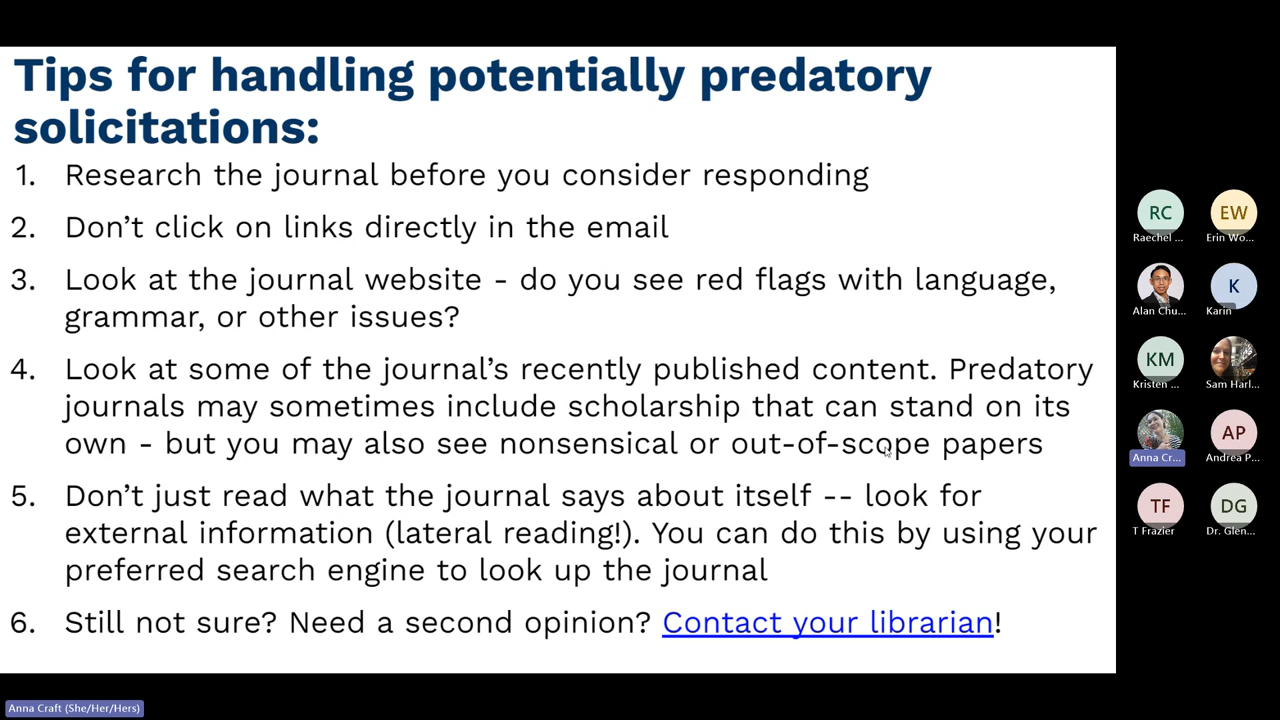 Tips for handling potentially predatory
solicitations:
1. Research the journal before you consider responding
2. Don’t click on links directly in the email
3. Look at the journal website - do you see red flags with language,
grammar, or other issues?
4. Look at some of the journal’s recently published content. Predatory
journals may sometimes include scholarship that can stand on its
own - but you may also see nonsensical or out-of-scope papers
5. Don’t just read what the journal says about itself -- look for
external information (lateral reading!). You can do this by using your
preferred search engine to look up the journal
6. Still not sure? Need a second opinion? Contact your librarian!
RC
EW
Raechel ...
Erin Wo...
K
Alan Chu...
Karin
KM
Kristen ...
Sam Harl...
AP
Anna Cr...
Andrea P...
TF
DG
T Frazier
Dr. Glen...
Anna Craft (She/Her/Hers)